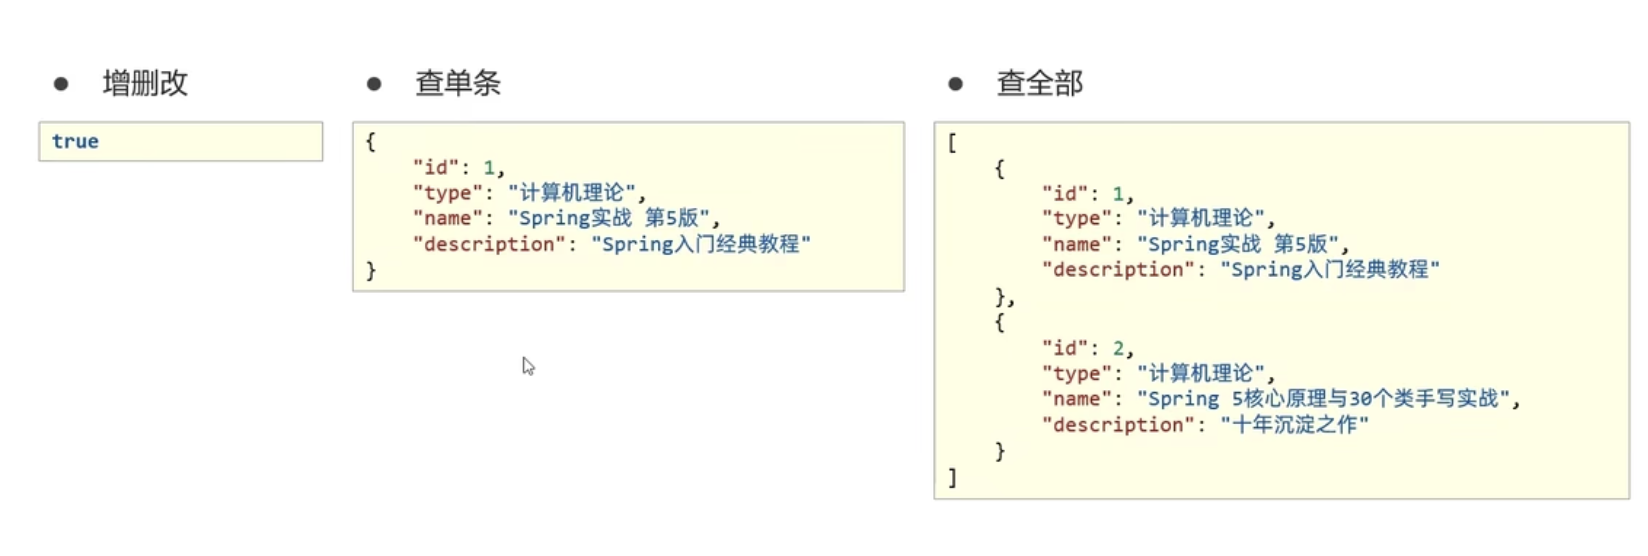 ● 增删改
true
● 查单条
{
    "id": 1,
    "type": "计算机理论",
    "name": "Spring实战 第5版",
    "description": "Spring入门经典教程"
}
● 查全部
[
    {
        "id": 1,
        "type": "计算机理论",
        "name": "Spring实战 第5版",
        "description": "Spring入门经典教程"
    },
    {
        "id": 2,
        "type": "计算机理论",
        "name": "Spring 5核心原理与30个类手写实战",
        "description": "十年沉淀之作"
    }
]